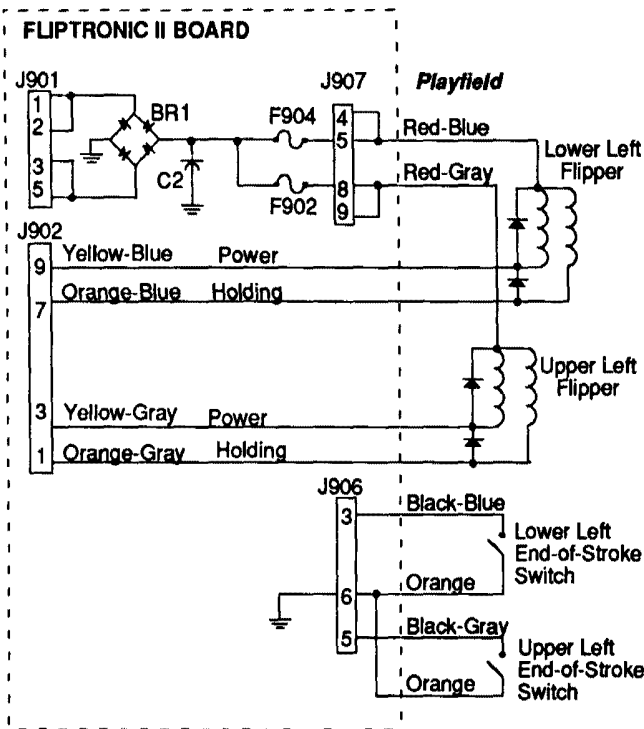 FLIPTRONIC II BOARD
J901
1
2
3
5
BR1
C2
F904
F902
J907
4
5
8
9
Playfield
Red-Blue
Red-Gray
Lower Left
Flipper
J902
9
7
3
1
Yellow-Blue Power
Orange-Blue Holding
Upper Left
Flipper
Yellow-Gray Power
Orange-Gray Holding
J906
3
6
5
Black-Blue
Lower Left
End-of-Stroke
Switch
Orange
Black-Gray
Upper Left
End-of-Stroke
Switch
Orange